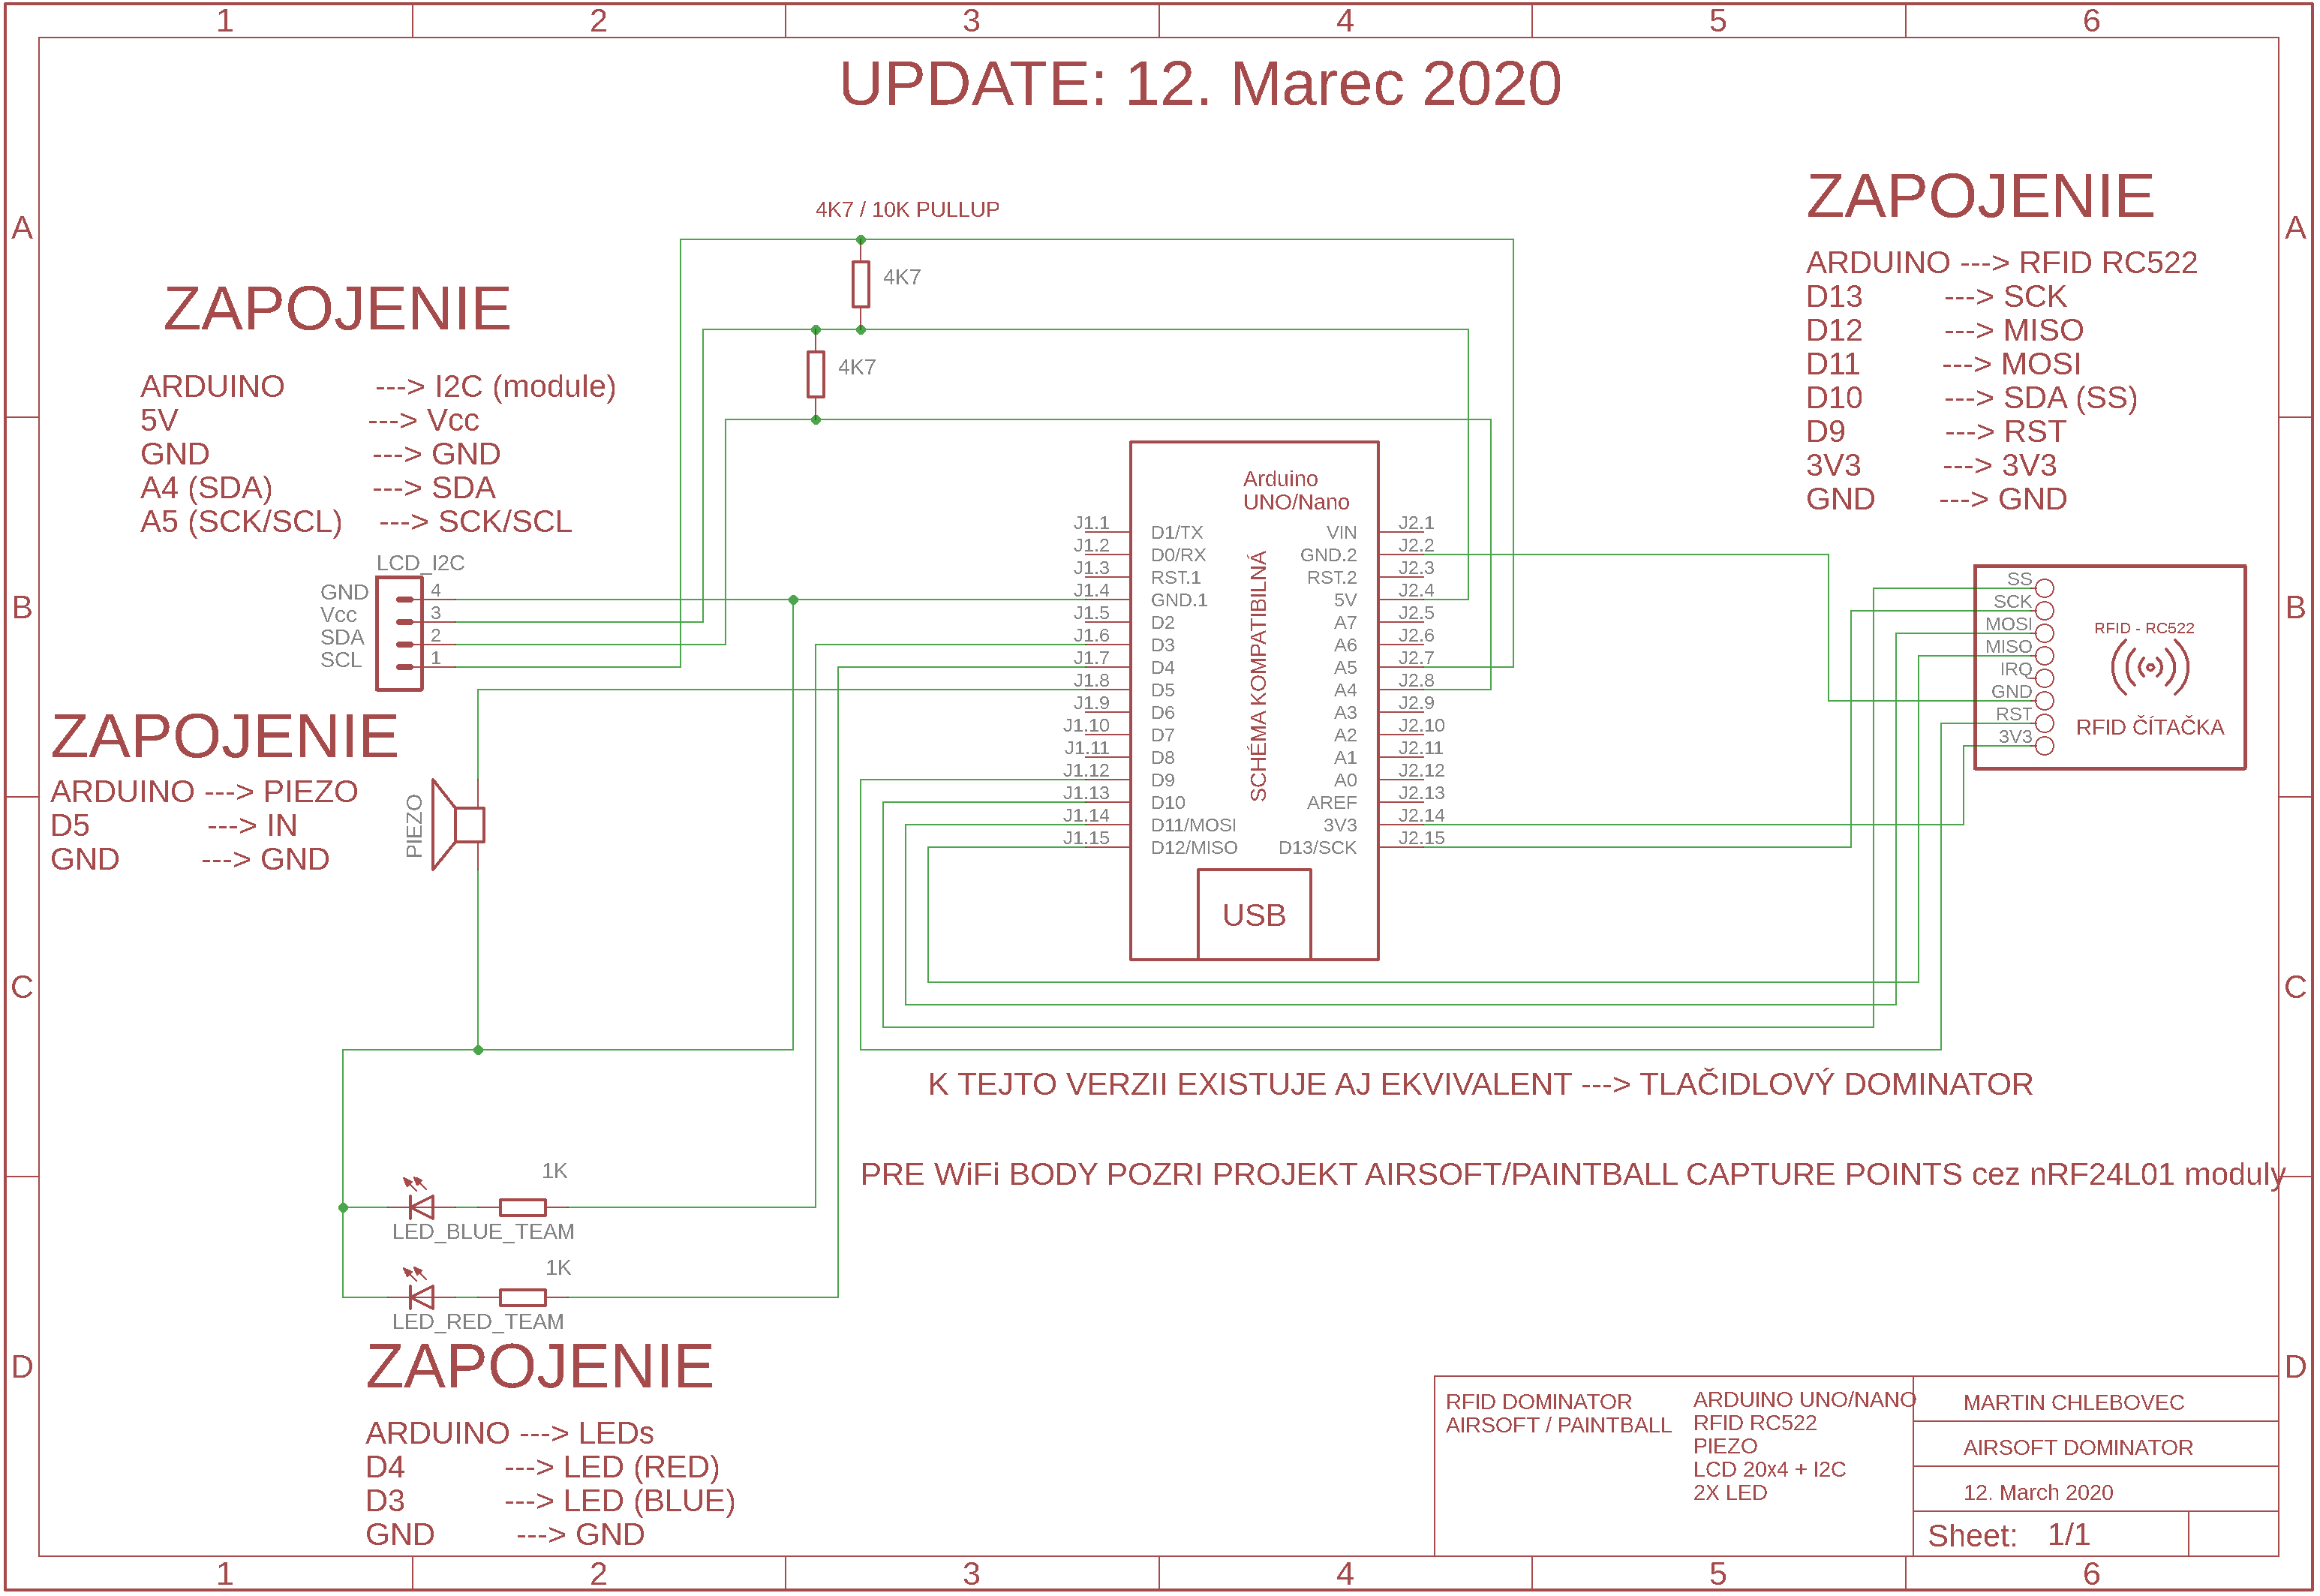 1 2 3 4 5 6
UPDATE: 12. Marec 2020
A
A
4K7 / 10K PULLUP
4K7
4K7
ZAPOJENIE
ARDUINO ---> I2C (module)
5V ---> Vcc
GND ---> GND
A4 (SDA) ---> SDA
A5 (SCK/SCL) ---> SCK/SCL
ZAPOJENIE
ARDUINO ---> RFID RC522
D13 ---> SCK
D12 ---> MISO
D11 ---> MOSI
D10 ---> SDA (SS)
D9 ---> RST
3V3 ---> 3V3
GND ---> GND
B
B
LCD_I2C
GND 4
Vcc 3
SDA 2
SCL 1
Arduino
UNO/Nano
SCHÉMA KOMPATIBILNÁ
J1.1 D1/TX VIN J2.1
J1.2 D0/RX GND.2 J2.2
J1.3 RST.1 RST.2 J2.3
J1.4 GND.1 5V J2.4
J1.5 D2 A7 J2.5
J1.6 D3 A6 J2.6
J1.7 D4 A5 J2.7
J1.8 D5 A4 J2.8
J1.9 D6 A3 J2.9
J1.10 D7 A2 J2.10
J1.11 D8 A1 J2.11
J1.12 D9 A0 J2.12
J1.13 D10 AREF J2.13
J1.14 D11/MOSI 3V3 J2.14
J1.15 D12/MISO D13/SCK J2.15
USB
SS
SCK
MOSI
MISO
IRQ
GND
RST
3V3
RFID - RC522
RFID ČÍTAČKA
ZAPOJENIE
ARDUINO ---> PIEZO
D5 ---> IN
GND ---> GND
PIEZO
C
C
K TEJTO VERZII EXISTUJE AJ EKVIVALENT ---> TLAČIDLOVÝ DOMINATOR
PRE WiFi BODY POZRI PROJEKT AIRSOFT/PAINTBALL CAPTURE POINTS cez nRF24L01 moduly
1K
LED_BLUE_TEAM
1K
LED_RED_TEAM
D
D
ZAPOJENIE
ARDUINO ---> LEDs
D4 ---> LED (RED)
D3 ---> LED (BLUE)
GND ---> GND
RFID DOMINATOR
AIRSOFT / PAINTBALL
ARDUINO UNO/NANO
RFID RC522
PIEZO
LCD 20x4 + I2C
2X LED
MARTIN CHLEBOVEC
AIRSOFT DOMINATOR
12. March 2020
Sheet: 1/1
1 2 3 4 5 6